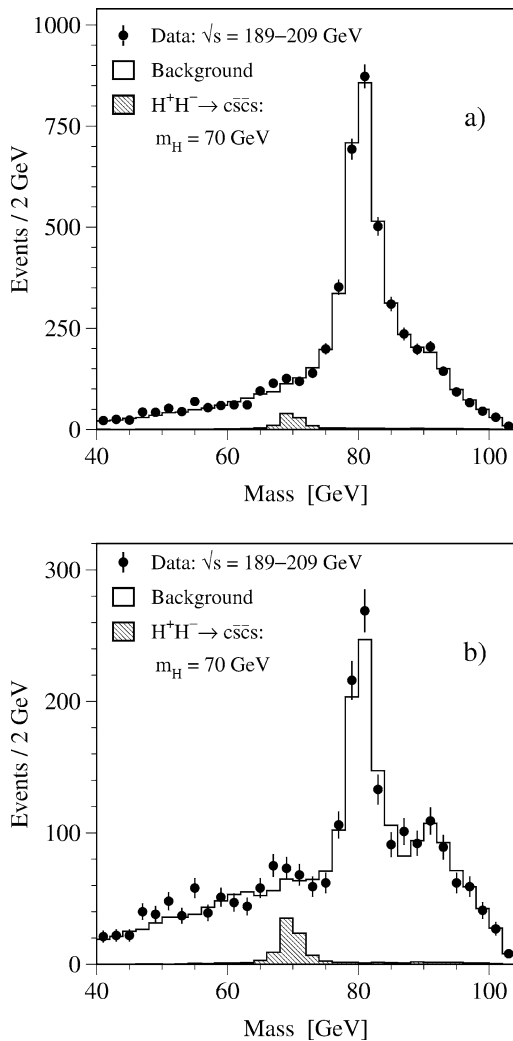 1000
750
500
250
0
Events / 2 GeV
Data: √s = 189–209 GeV
Background
H⁺H⁻→ cs̄c̄s:
m_H = 70 GeV
a)
40 60 80 100
Mass [GeV]
300
200
100
0
Events / 2 GeV
Data: √s = 189–209 GeV
Background
H⁺H⁻→ cs̄c̄s:
m_H = 70 GeV
b)
40 60 80 100
Mass [GeV]